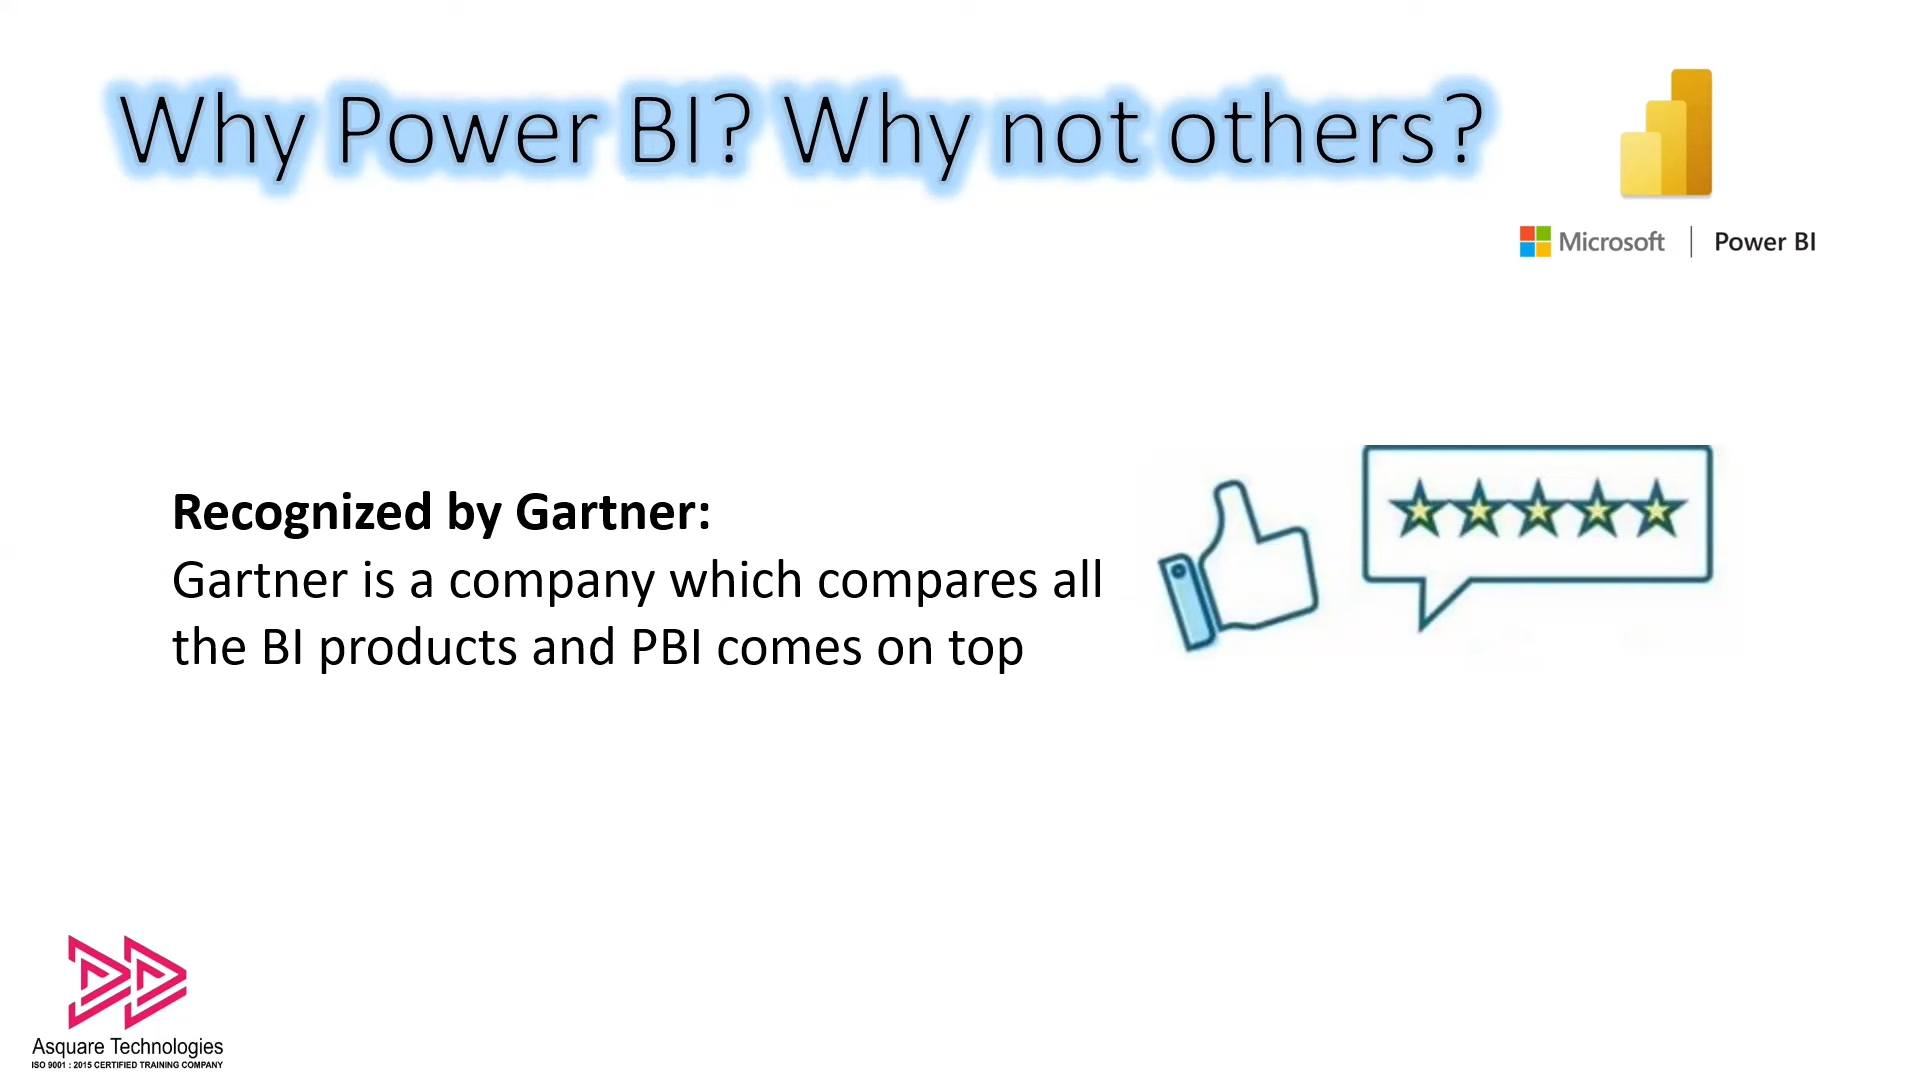 Why Power BI? Why not others?
Microsoft | Power BI
Recognized by Gartner:
Gartner is a company which compares all
the BI products and PBI comes on top
Asquare Technologies
ISO 9001 : 2015 CERTIFIED TRAINING COMPANY